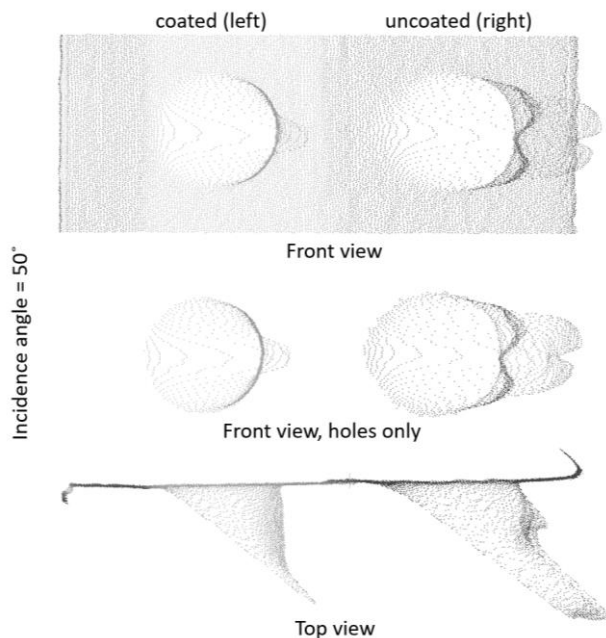 coated (left)
uncoated (right)
Front view
Incidence angle = 50°
Front view, holes only
Top view